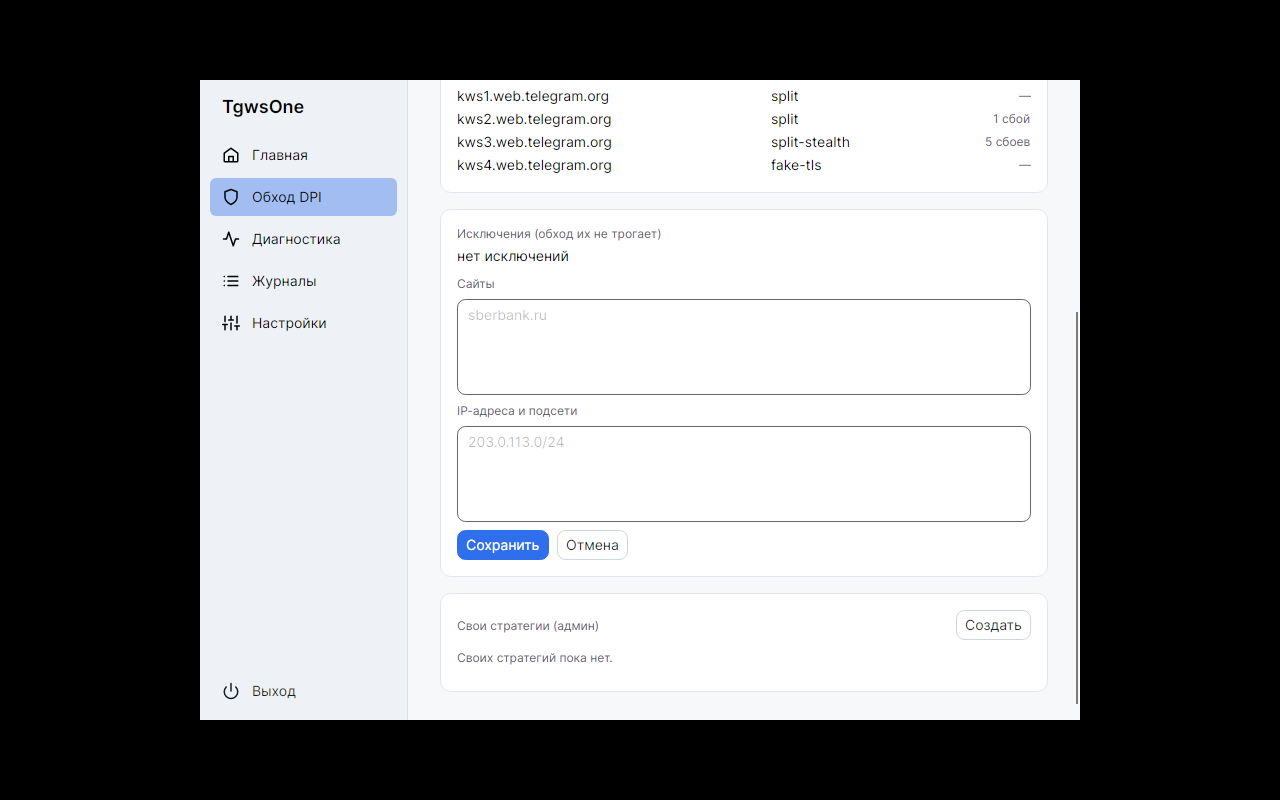 TgwsOne
Главная
Обход DPI
Диагностика
Журналы
Настройки
Выход
kws1.web.telegram.org split —
kws2.web.telegram.org split 1 сбой
kws3.web.telegram.org split-stealth 5 сбоев
kws4.web.telegram.org fake-tls —
Исключения (обход их не трогает)
нет исключений
Сайты
sberbank.ru
IP-адреса и подсети
203.0.113.0/24
Сохранить Отмена
Свои стратегии (админ) Создать
Своих стратегий пока нет.